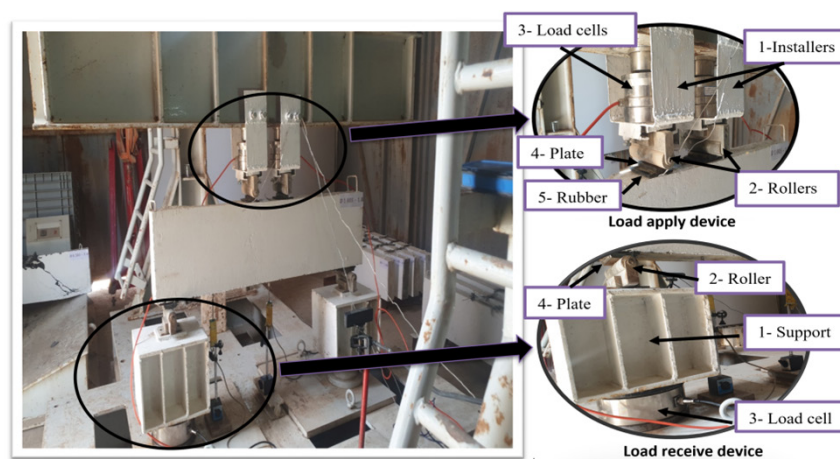 3- Load cells
1-Installers
4- Plate
5- Rubber
2- Rollers
Load apply device
2- Roller
4- Plate
1- Support
3- Load cell
Load receive device